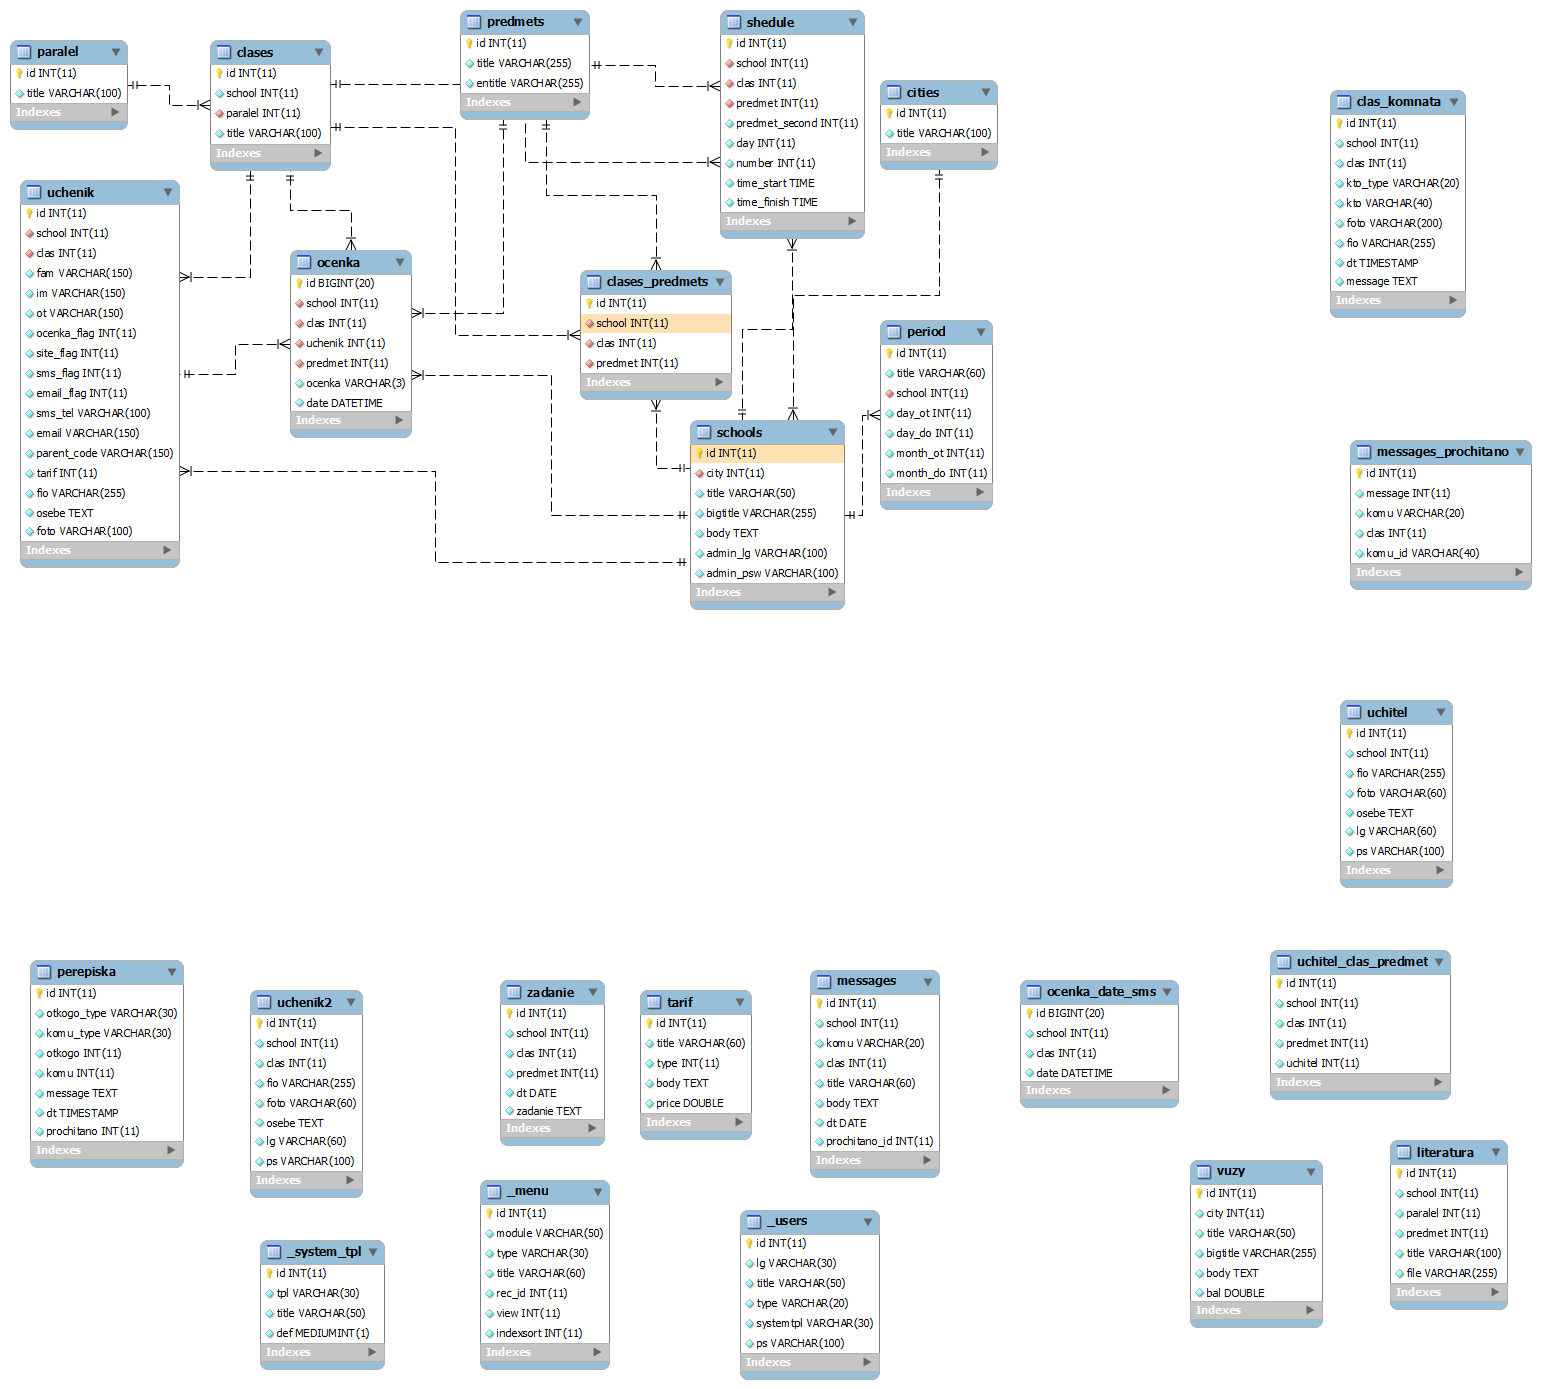 paralel
id INT(11)
title VARCHAR(100)
Indexes
clases
id INT(11)
school INT(11)
paralel INT(11)
title VARCHAR(100)
Indexes
predmets
id INT(11)
title VARCHAR(255)
entitle VARCHAR(255)
Indexes
shedule
id INT(11)
school INT(11)
clas INT(11)
predmet INT(11)
predmet_second INT(11)
day INT(11)
number INT(11)
time_start TIME
time_finish TIME
Indexes
cities
id INT(11)
title VARCHAR(100)
Indexes
clas_komnata
id INT(11)
school INT(11)
clas INT(11)
kto_type VARCHAR(20)
kto VARCHAR(40)
foto VARCHAR(200)
fio VARCHAR(255)
dt TIMESTAMP
message TEXT
Indexes
uchenik
id INT(11)
school INT(11)
clas INT(11)
fam VARCHAR(150)
im VARCHAR(150)
ot VARCHAR(150)
ocenka_flag INT(11)
site_flag INT(11)
sms_flag INT(11)
email_flag INT(11)
sms_tel VARCHAR(100)
email VARCHAR(150)
parent_code VARCHAR(150)
tarif INT(11)
fio VARCHAR(255)
osebe TEXT
foto VARCHAR(100)
Indexes
ocenka
id BIGINT(20)
school INT(11)
clas INT(11)
uchenik INT(11)
predmet INT(11)
ocenka VARCHAR(3)
date DATETIME
Indexes
clases_predmets
id INT(11)
school INT(11)
clas INT(11)
predmet INT(11)
Indexes
period
id INT(11)
title VARCHAR(60)
school INT(11)
day_ot INT(11)
day_do INT(11)
month_ot INT(11)
month_do INT(11)
Indexes
schools
id INT(11)
city INT(11)
title VARCHAR(50)
bigtitle VARCHAR(255)
body TEXT
admin_lg VARCHAR(100)
admin_psw VARCHAR(100)
Indexes
messages_prochitano
id INT(11)
message INT(11)
komu VARCHAR(20)
clas INT(11)
komu_id VARCHAR(40)
Indexes
uchitel
id INT(11)
school INT(11)
fio VARCHAR(255)
foto VARCHAR(60)
osebe TEXT
lg VARCHAR(60)
ps VARCHAR(100)
Indexes
perepiska
id INT(11)
otkogo_type VARCHAR(30)
komu_type VARCHAR(30)
otkogo INT(11)
komu INT(11)
message TEXT
dt TIMESTAMP
prochitano INT(11)
Indexes
uchenik2
id INT(11)
school INT(11)
clas INT(11)
fio VARCHAR(255)
foto VARCHAR(60)
osebe TEXT
lg VARCHAR(60)
ps VARCHAR(100)
Indexes
zadanie
id INT(11)
school INT(11)
clas INT(11)
predmet INT(11)
dt DATE
zadanie TEXT
Indexes
tarif
id INT(11)
title VARCHAR(60)
type INT(11)
body TEXT
price DOUBLE
Indexes
messages
id INT(11)
school INT(11)
komu VARCHAR(20)
clas INT(11)
title VARCHAR(60)
body TEXT
dt DATE
prochitano_id INT(11)
Indexes
ocenka_date_sms
id BIGINT(20)
school INT(11)
clas INT(11)
date DATETIME
Indexes
uchitel_clas_predmet
id INT(11)
school INT(11)
clas INT(11)
predmet INT(11)
uchitel INT(11)
Indexes
_system_tpl
id INT(11)
tpl VARCHAR(30)
title VARCHAR(50)
def MEDIUMINT(1)
Indexes
_menu
id INT(11)
module VARCHAR(50)
type VARCHAR(30)
title VARCHAR(60)
rec_id INT(11)
view INT(11)
indexsort INT(11)
Indexes
_users
id INT(11)
lg VARCHAR(30)
title VARCHAR(50)
type VARCHAR(20)
systemtpl VARCHAR(30)
ps VARCHAR(100)
Indexes
vuzy
id INT(11)
city INT(11)
title VARCHAR(50)
bigtitle VARCHAR(255)
body TEXT
bal DOUBLE
Indexes
literatura
id INT(11)
school INT(11)
paralel INT(11)
predmet INT(11)
title VARCHAR(100)
file VARCHAR(255)
Indexes